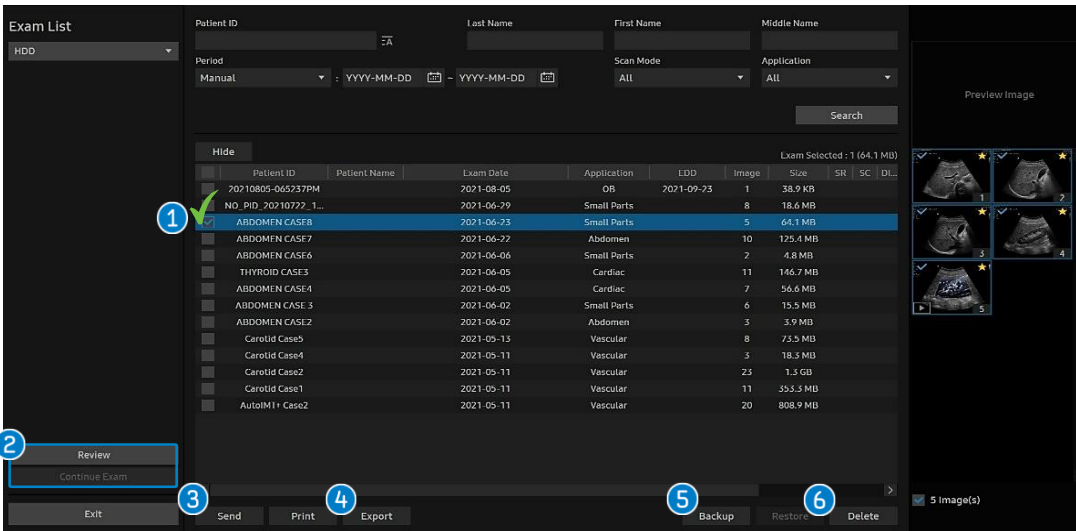 Exam List
HDD
Patient ID Last Name First Name Middle Name
Period Scan Mode Application
Manual : YYYY-MM-DD ~ YYYY-MM-DD All All
Search
Preview Image
Hide
Exam Selected : 1 (64.1 MB)
Patient ID Patient Name Exam Date Application EDD Image Size SR SC DI...
20210805-065237PM 2021-08-05 OB 2021-09-23 1 38.9 KB
NO_PID_20210722_1... 2021-06-29 Small Parts 8 18.6 MB
1 ABDOMEN CASE8 2021-06-23 Small Parts 5 64.1 MB
ABDOMEN CASE7 2021-06-22 Abdomen 10 125.4 MB
ABDOMEN CASE6 2021-06-06 Small Parts 2 4.8 MB
THYROID CASE3 2021-06-05 Cardiac 11 146.7 MB
ABDOMEN CASE4 2021-06-05 Cardiac 7 56.6 MB
ABDOMEN CASE 3 2021-06-02 Small Parts 6 15.5 MB
ABDOMEN CASE2 2021-06-02 Abdomen 3 3.9 MB
Carotid Case5 2021-05-13 Vascular 8 73.5 MB
Carotid Case4 2021-05-11 Vascular 3 18.3 MB
Carotid Case2 2021-05-11 Vascular 23 1.3 GB
Carotid Case1 2021-05-11 Vascular 11 353.3 MB
AutoIMT+ Case2 2021-05-11 Vascular 20 808.9 MB
1 2
3 4
5
2
Review
Continue Exam
3 4 5 6
Exit Send Print Export Backup Restore Delete
5 Image(s)